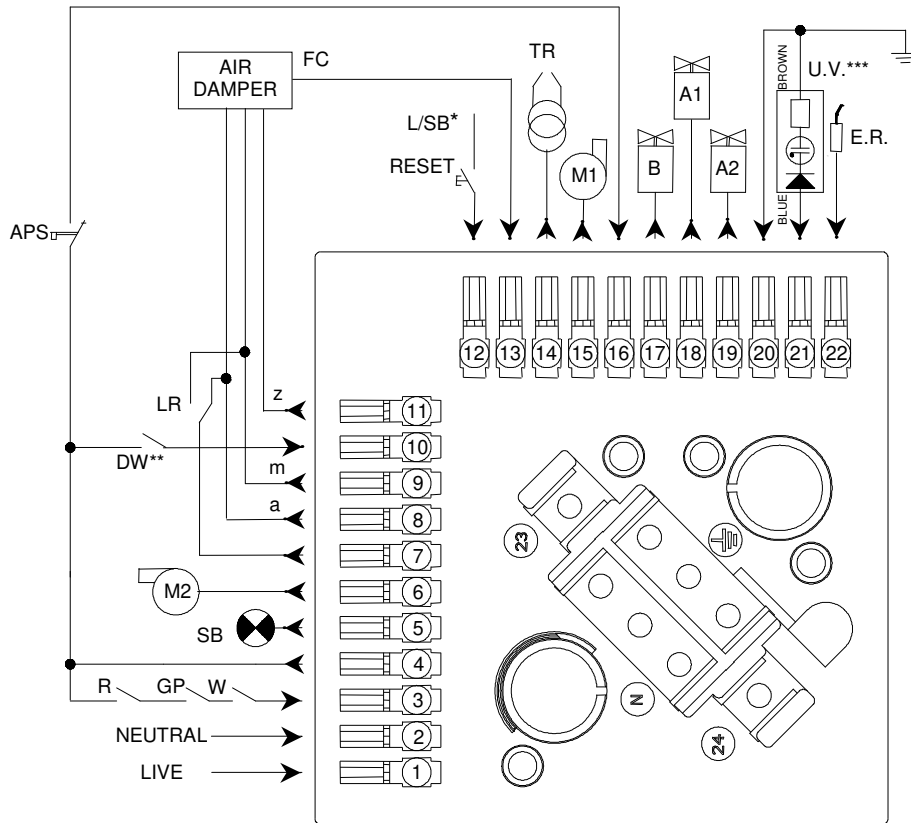 AIR
DAMPER
FC
TR
A1
BROWN
U.V.***
L/SB*
RESET
M1
B
A2
E.R.
BLUE
APS
12 13 14 15 16 17 18 19 20 21 22
z
11
LR
10
DW**
m
9
a
8
7
M2
6
SB
5
4
R GP W
3
NEUTRAL
2
LIVE
1
23
N
24